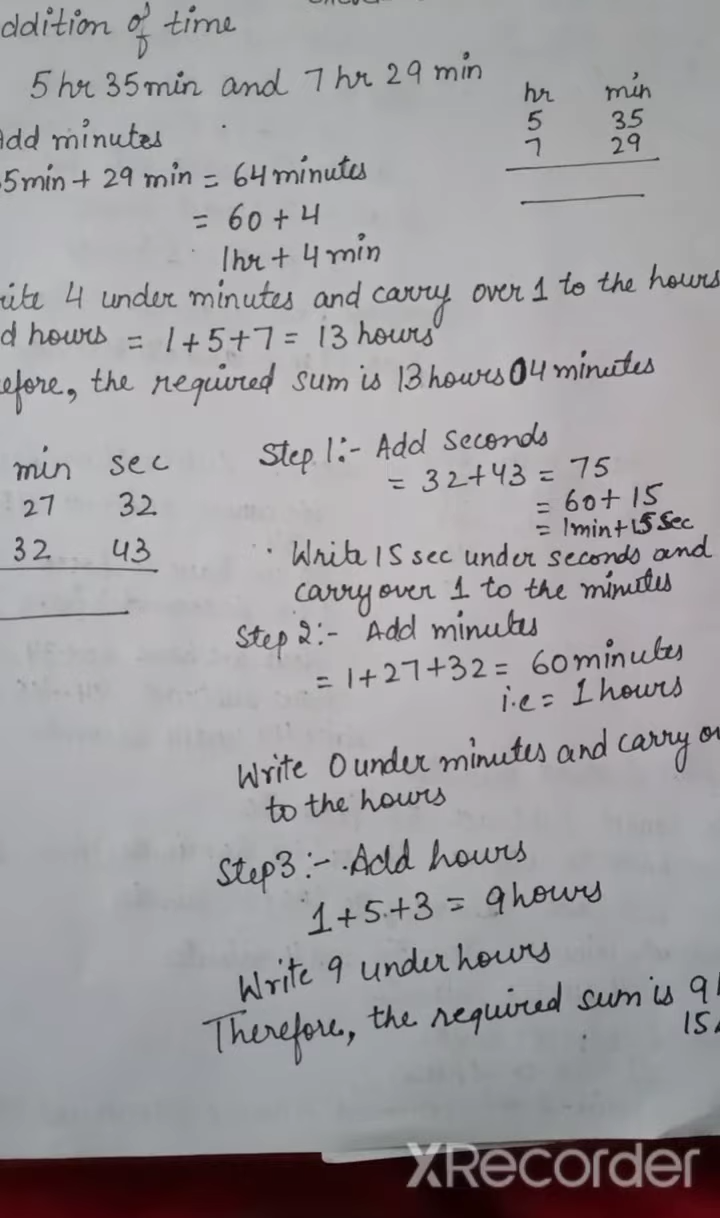 ddition of time
5 hr 35 min and 7 hr 29 min
hr min
5 35
7 29
Add minutes
5 min + 29 min = 64 minutes
= 60 + 4
1hr + 4 min
rite 4 under minutes and carry over 1 to the hours
d hours = 1+5+7 = 13 hours
efore, the required sum is 13 hours 04 minutes
min sec
27 32
32 43
Step 1:- Add Seconds
= 32+43 = 75
= 60+ 15
= 1min+15 Sec
Write 15 sec under seconds and
carry over 1 to the minutes
Step 2:- Add minutes
= 1+27+32 = 60 minutes
i.e = 1 hours
Write 0 under minutes and carry o
to the hours
Step3:- Add hours
1+5+3 = 9 hours
Write 9 under hours
Therefore, the required sum is 9
15
XRecorder